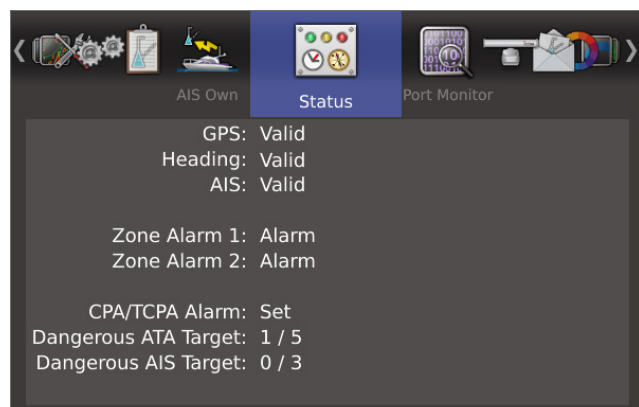 AIS Own
Status
Port Monitor
GPS: Valid
Heading: Valid
AIS: Valid
Zone Alarm 1: Alarm
Zone Alarm 2: Alarm
CPA/TCPA Alarm: Set
Dangerous ATA Target: 1 / 5
Dangerous AIS Target: 0 / 3